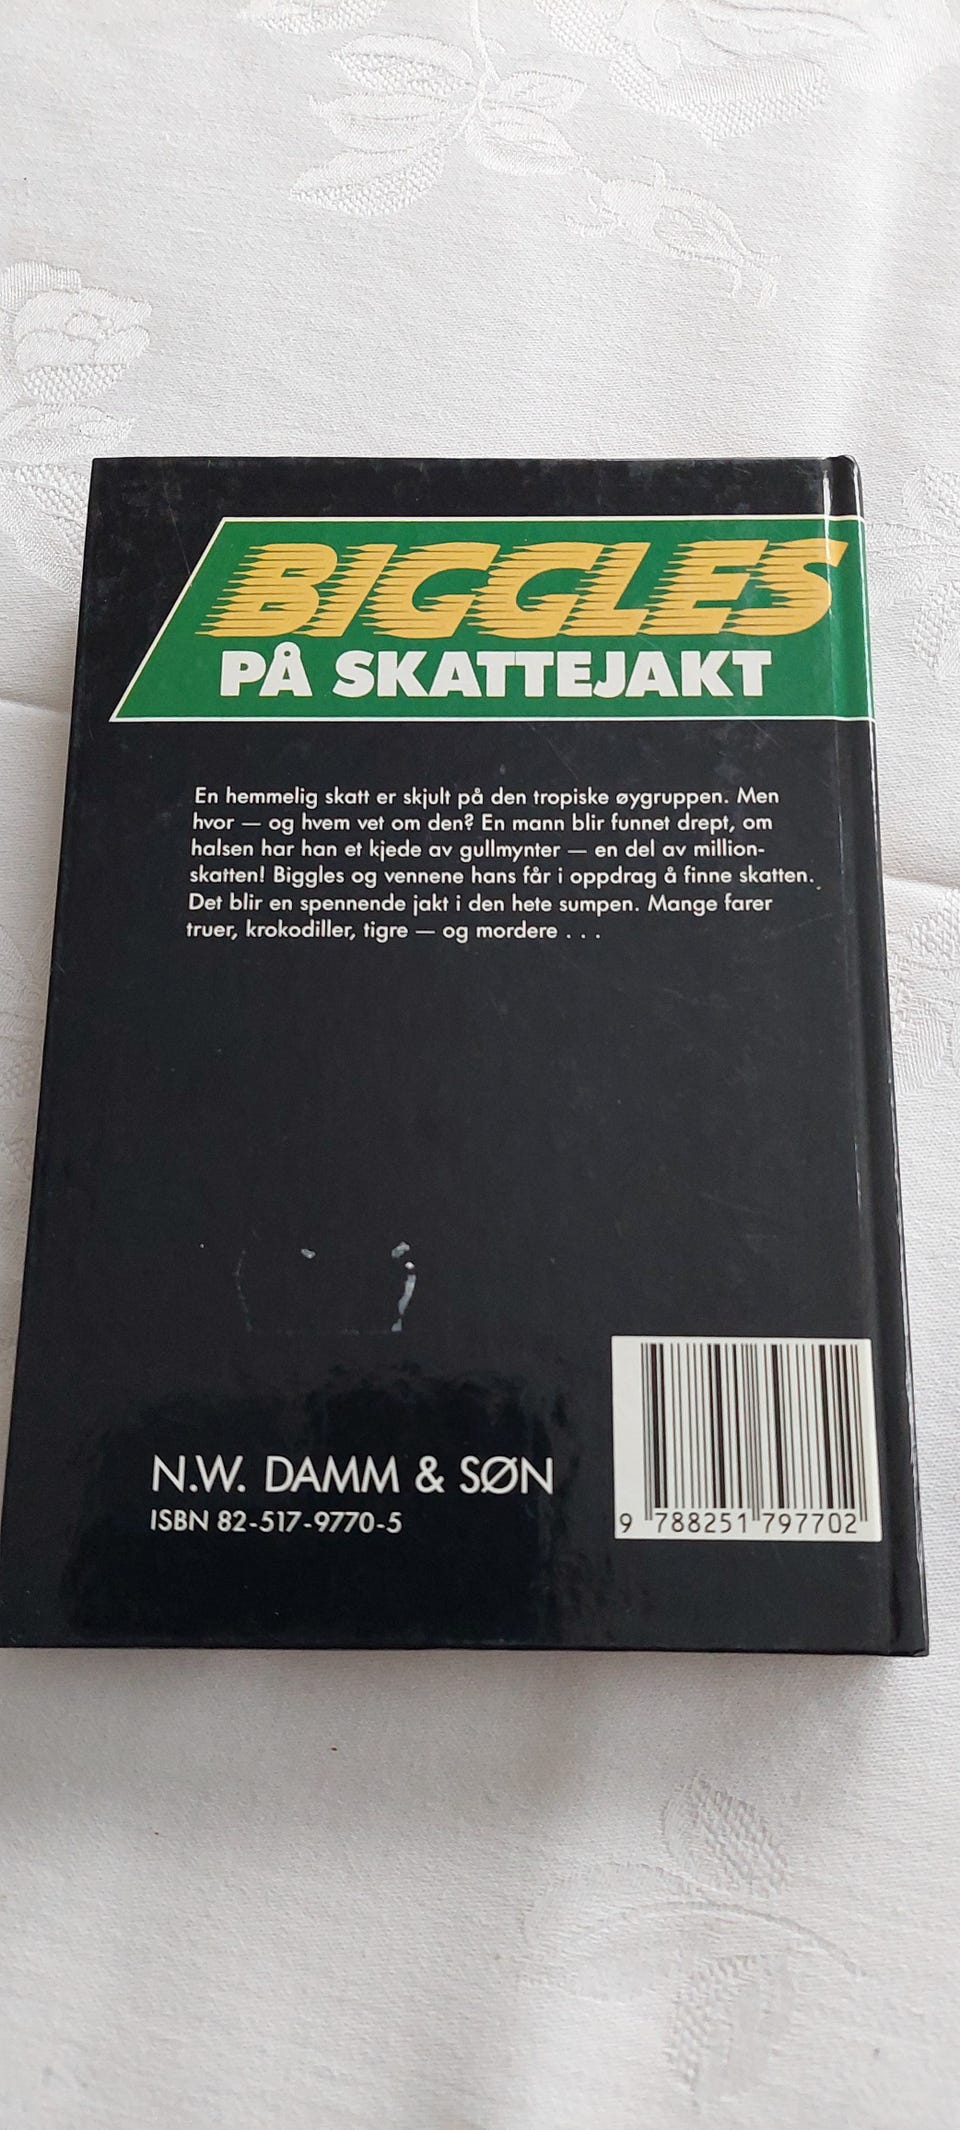 BIGGLES
PÅ SKATTEJAKT
En hemmelig skatt er skjult på den tropiske øygruppen. Men
hvor — og hvem vet om den? En mann blir funnet drept, om
halsen har han et kjede av gullmynter — en del av million-
skatten! Biggles og vennene hans får i oppdrag å finne skatten.
Det blir en spennende jakt i den hete sumpen. Mange farer
truer, krokodiller, tigre — og mordere . . .
N.W. DAMM & SØN
ISBN 82-517-9770-5
9 788251 797702